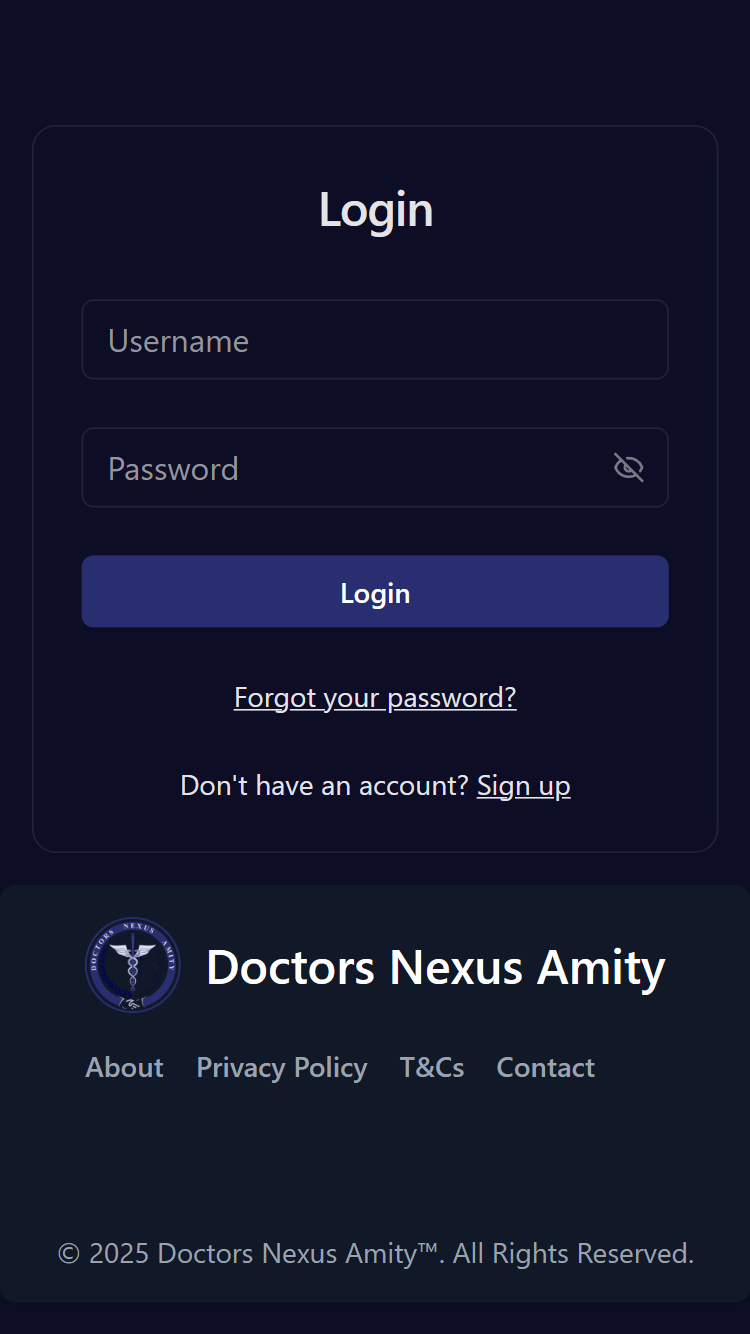 Login
Username
Password
Login
Forgot your password?
Don't have an account? Sign up
DOCTORS NEXUS AMITY
Doctors Nexus Amity
About Privacy Policy T&Cs Contact
© 2025 Doctors Nexus Amity™. All Rights Reserved.